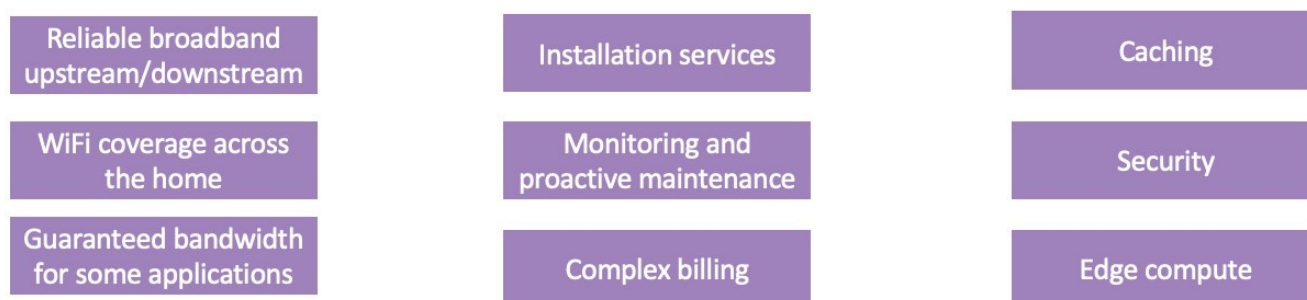 Reliable broadband
upstream/downstream
Installation services
Caching
WiFi coverage across
the home
Monitoring and
proactive maintenance
Security
Guaranteed bandwidth
for some applications
Complex billing
Edge compute